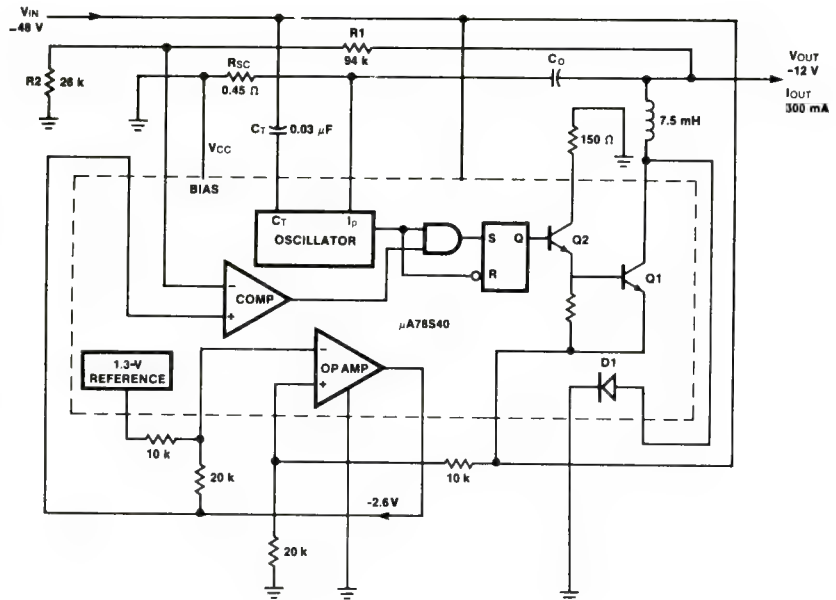 VIN
–48 V
R1
94 k
R2
26 k
RSC
0.45 Ω
CO
VOUT
–12 V
IOUT
300 mA
CT
0.03 µF
7.5 mH
150 Ω
VCC
BIAS
CT
Ip
OSCILLATOR
S
Q
R
Q2
Q1
–
COMP
+
µA78S40
1.3–V
REFERENCE
–
OP AMP
+
D1
10 k
20 k
10 k
–2.6 V
20 k